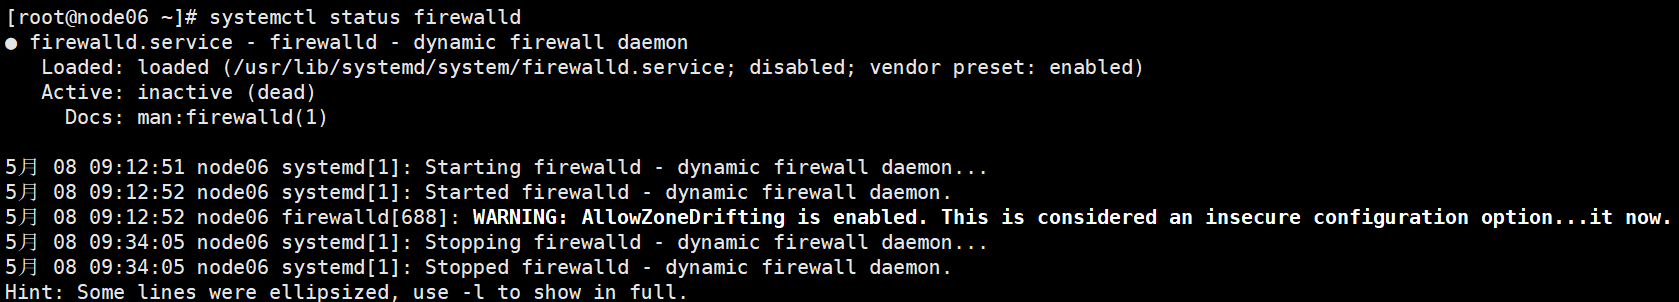 [root@node06 ~]# systemctl status firewalld
● firewalld.service - firewalld - dynamic firewall daemon
   Loaded: loaded (/usr/lib/systemd/system/firewalld.service; disabled; vendor preset: enabled)
   Active: inactive (dead)
     Docs: man:firewalld(1)

5月 08 09:12:51 node06 systemd[1]: Starting firewalld - dynamic firewall daemon...
5月 08 09:12:52 node06 systemd[1]: Started firewalld - dynamic firewall daemon.
5月 08 09:12:52 node06 firewalld[688]: WARNING: AllowZoneDrifting is enabled. This is considered an insecure configuration option...it now.
5月 08 09:34:05 node06 systemd[1]: Stopping firewalld - dynamic firewall daemon...
5月 08 09:34:05 node06 systemd[1]: Stopped firewalld - dynamic firewall daemon.
Hint: Some lines were ellipsized, use -l to show in full.